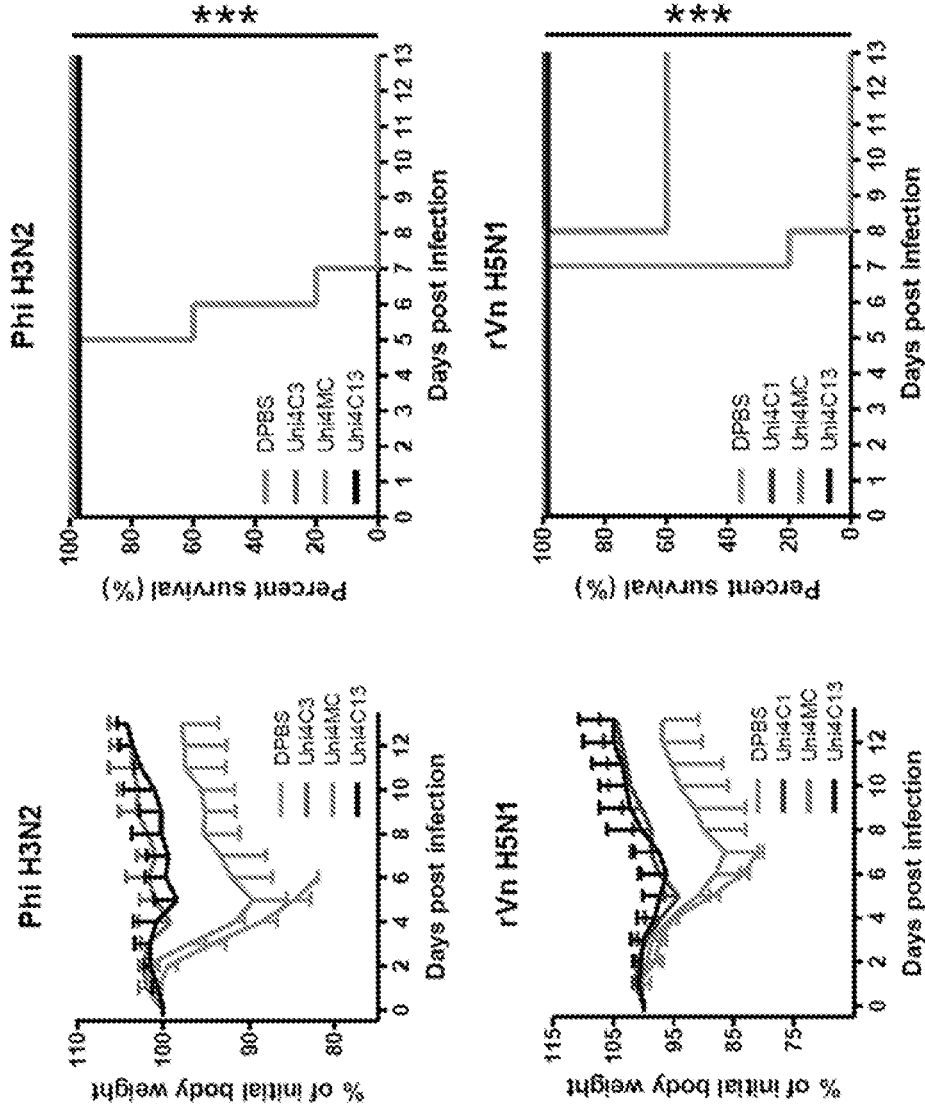 Phi H3N2
% of initial body weight
110
100
90
80
0 2 4 6 8 10 12
Days post infection
DPBS
Uni4C3
Uni4MC
Uni4C13
Phi H3N2
Percent survival (%)
100
80
60
40
20
0
0 1 2 3 4 5 6 7 8 9 10 11 12 13
Days post infection
DPBS
Uni4C3
Uni4MC
Uni4C13
***
rVn H5N1
% of initial body weight
115
105
95
85
75
0 2 4 6 8 10 12
Days post infection
DPBS
Uni4C1
Uni4MC
Uni4C13
rVn H5N1
Percent survival (%)
100
80
60
40
20
0
0 1 2 3 4 5 6 7 8 9 10 11 12 13
Days post infection
DPBS
Uni4C1
Uni4MC
Uni4C13
***